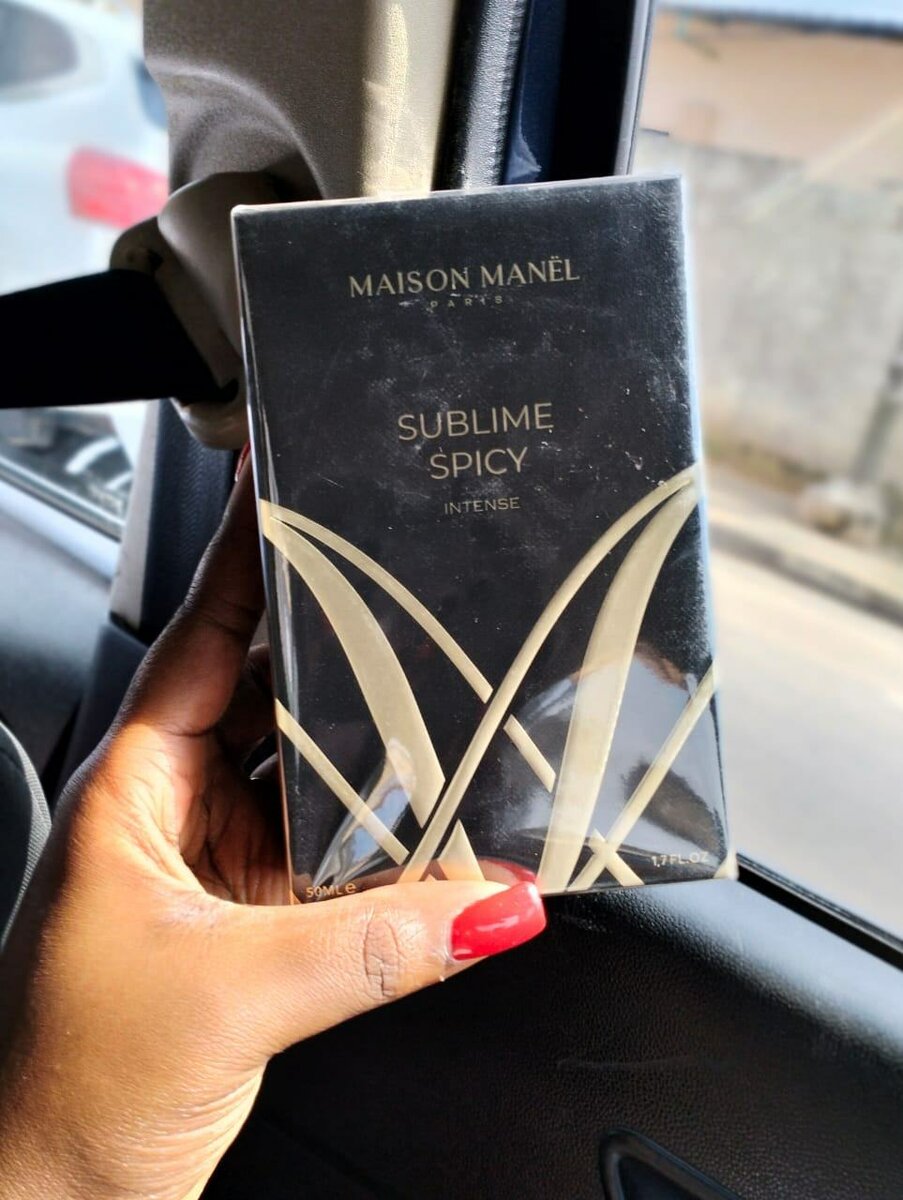 MAISON MANËL
PARIS
SUBLIME
SPICY
INTENSE
50ML℮
1,7 FL.OZ